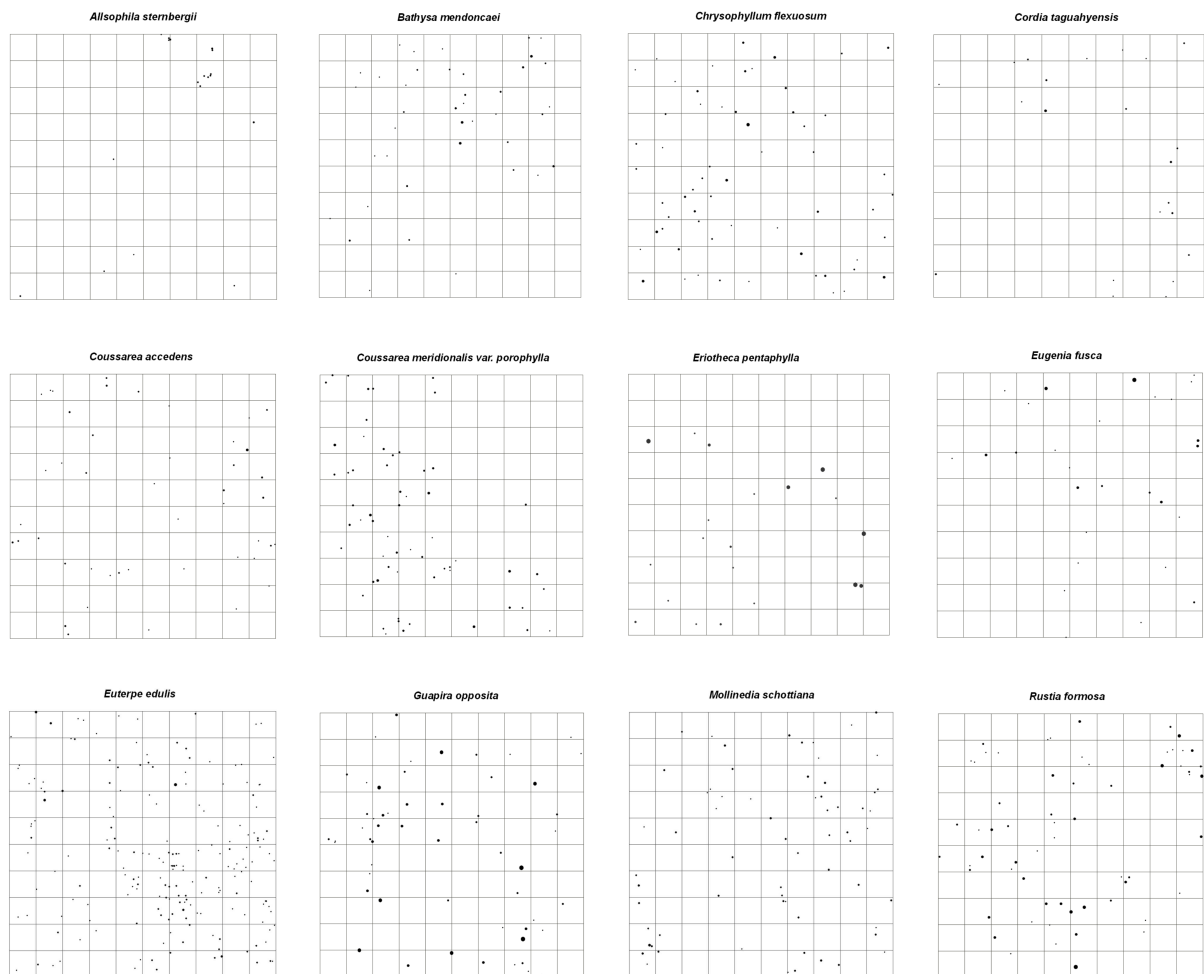 Allsophila sternbergii
Bathysa mendoncaei
Chrysophyllum flexuosum
Cordia taguahyensis
Coussarea accedens
Coussarea meridionalis var. porophylla
Eriotheca pentaphylla
Eugenia fusca
Euterpe edulis
Guapira opposita
Mollinedia schottiana
Rustia formosa